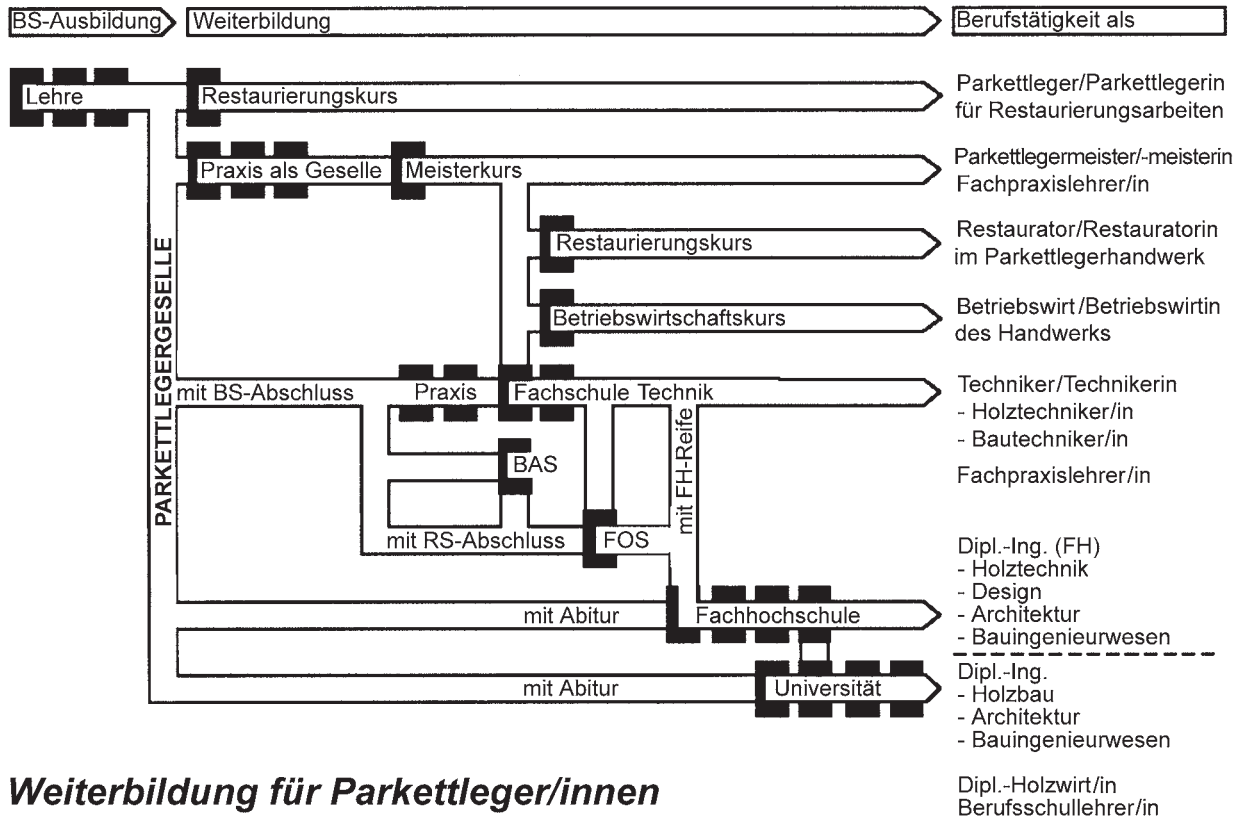 BS-Ausbildung
Weiterbildung
Berufstätigkeit als
Lehre
Restaurierungskurs
Parkettleger/Parkettlegerin
für Restaurierungsarbeiten
Praxis als Geselle
Meisterkurs
Parkettlegermeister/-meisterin
Fachpraxislehrer/in
Restaurierungskurs
Restaurator/Restauratorin
im Parkettlegerhandwerk
Betriebswirtschaftskurs
Betriebswirt/Betriebswirtin
des Handwerks
PARKETTLEGERGESELLE
mit BS-Abschluss
Praxis
Fachschule Technik
Techniker/Technikerin
- Holztechniker/in
- Bautechniker/in
Fachpraxislehrer/in
BAS
mit FH-Reife
mit RS-Abschluss
FOS
Dipl.-Ing. (FH)
- Holztechnik
- Design
- Architektur
- Bauingenieurwesen
mit Abitur
Fachhochschule
mit Abitur
Universität
Dipl.-Ing.
- Holzbau
- Architektur
- Bauingenieurwesen
Dipl.-Holzwirt/in
Berufsschullehrer/in
Weiterbildung für Parkettleger/innen